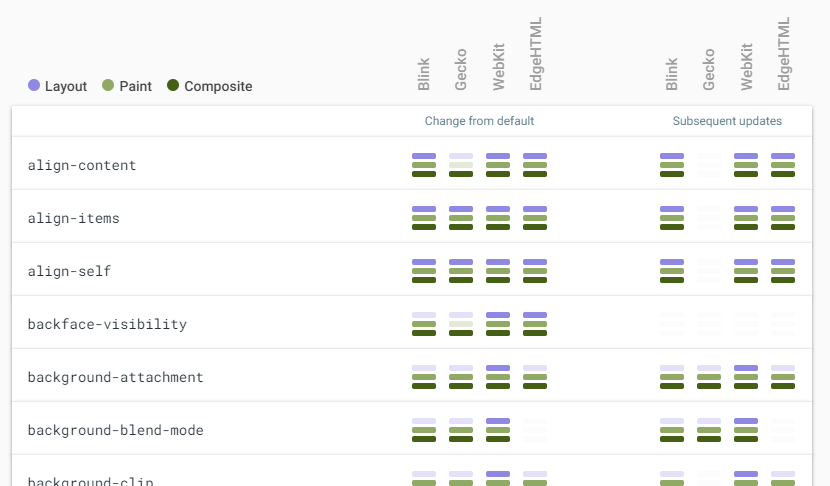 Blink Gecko WebKit EdgeHTML Blink Gecko WebKit EdgeHTML
Layout Paint Composite
Change from default Subsequent updates
align-content
align-items
align-self
backface-visibility
background-attachment
background-blend-mode
background-clip